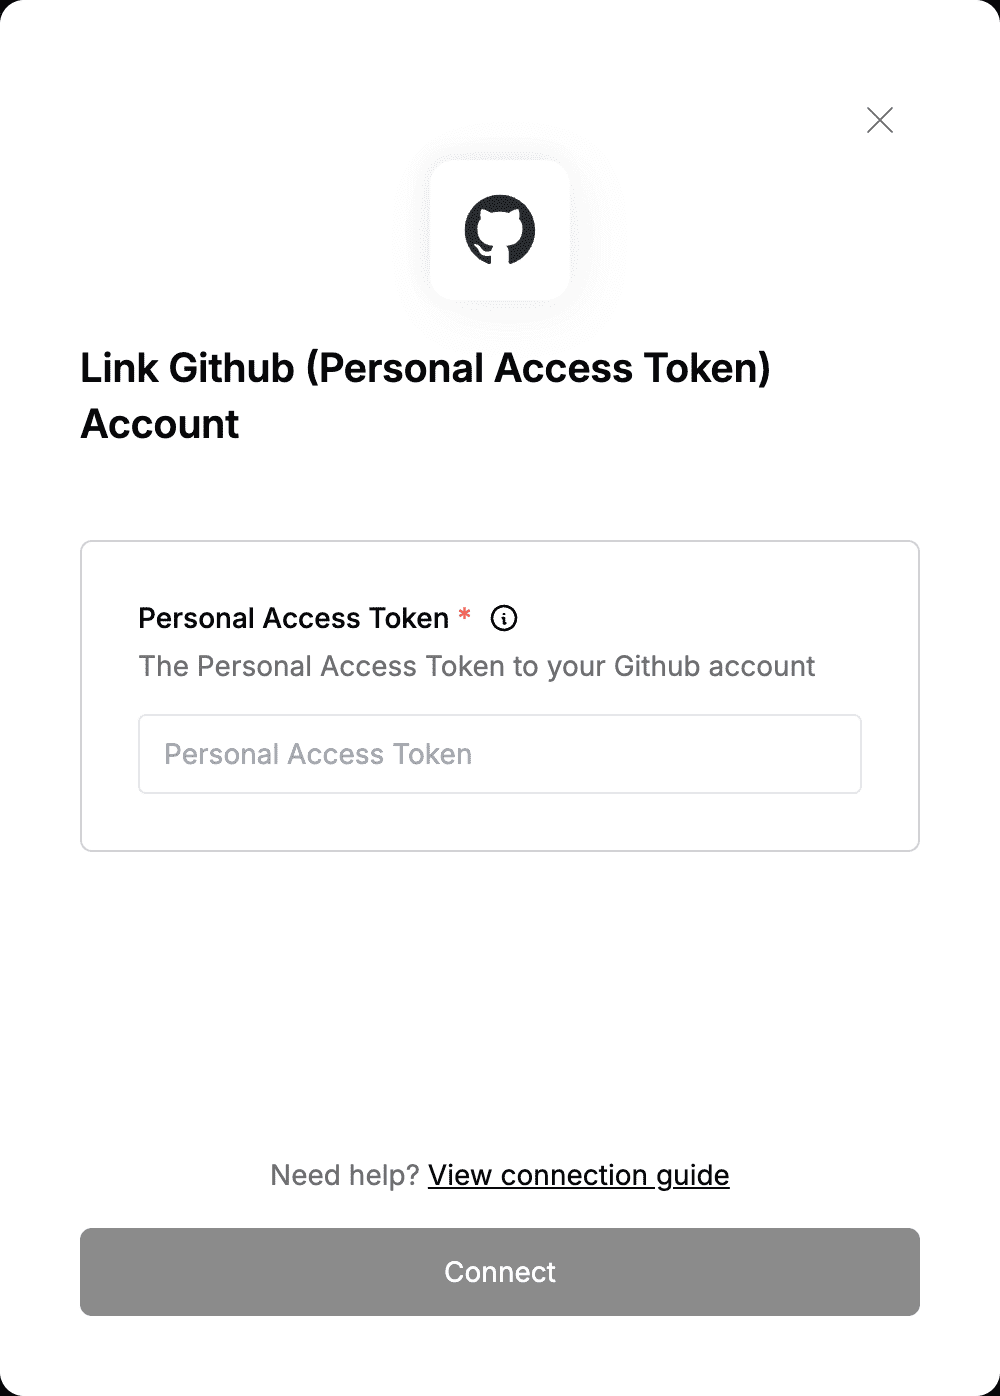 Link Github (Personal Access Token)
Account
Personal Access Token *
The Personal Access Token to your Github account
Personal Access Token
Need help? View connection guide
Connect